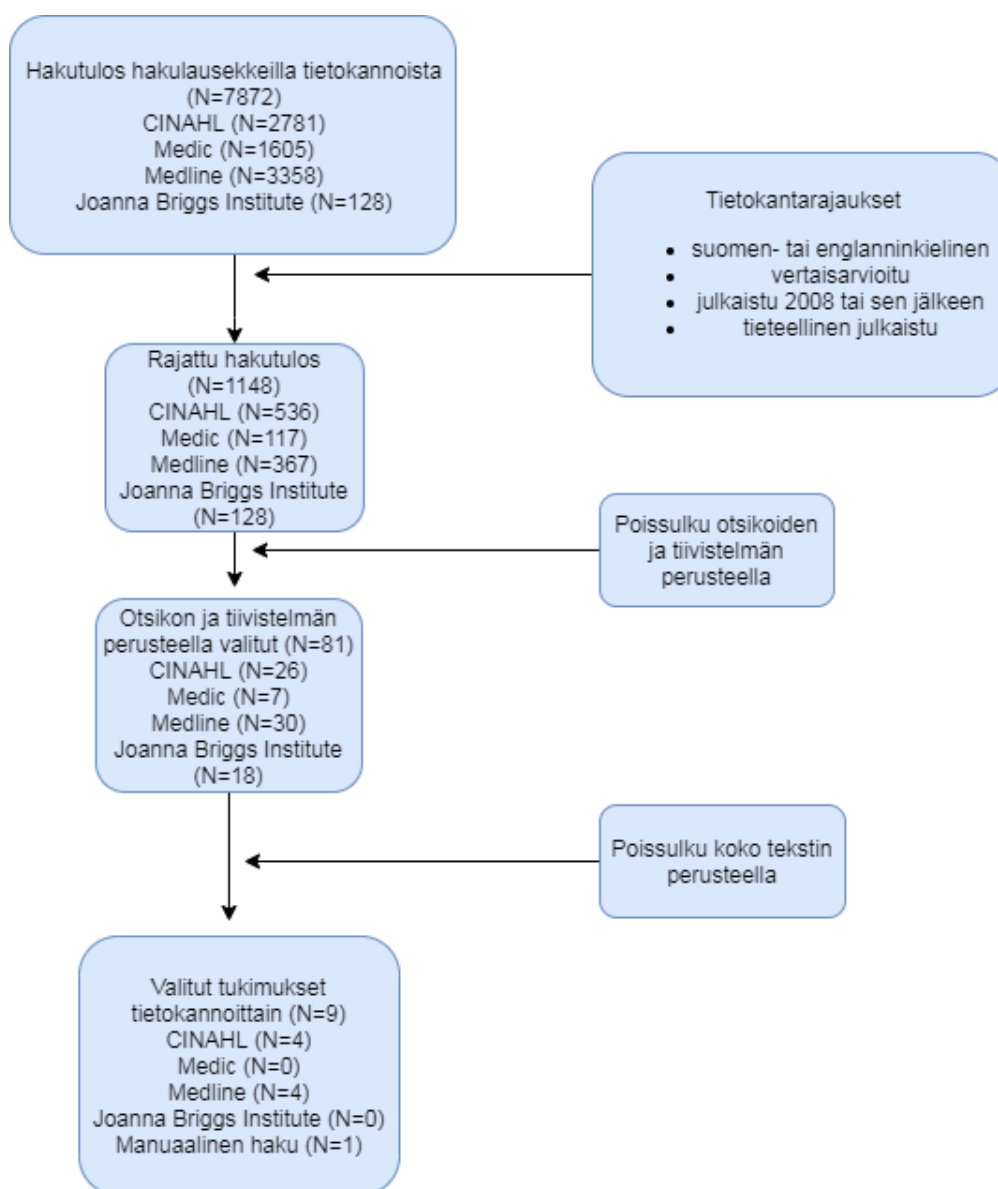 Hakutulos hakulausekkeilla tietokannoista
(N=7872)
CINAHL (N=2781)
Medic (N=1605)
Medline (N=3358)
Joanna Briggs Institute (N=128)
Tietokantarajaukset
• suomen- tai englanninkielinen
• vertaisarvioitu
• julkaistu 2008 tai sen jälkeen
• tieteellinen julkaistu
Rajattu hakutulos
(N=1148)
CINAHL (N=536)
Medic (N=117)
Medline (N=367)
Joanna Briggs Institute
(N=128)
Poissulku otsikoiden
ja tiivistelmän
perusteella
Otsikon ja tiivistelmän
perusteella valitut (N=81)
CINAHL (N=26)
Medic (N=7)
Medline (N=30)
Joanna Briggs Institute
(N=18)
Poissulku koko tekstin
perusteella
Valitut tukimukset
tietokannoittain (N=9)
CINAHL (N=4)
Medic (N=0)
Medline (N=4)
Joanna Briggs Institute (N=0)
Manuaalinen haku (N=1)